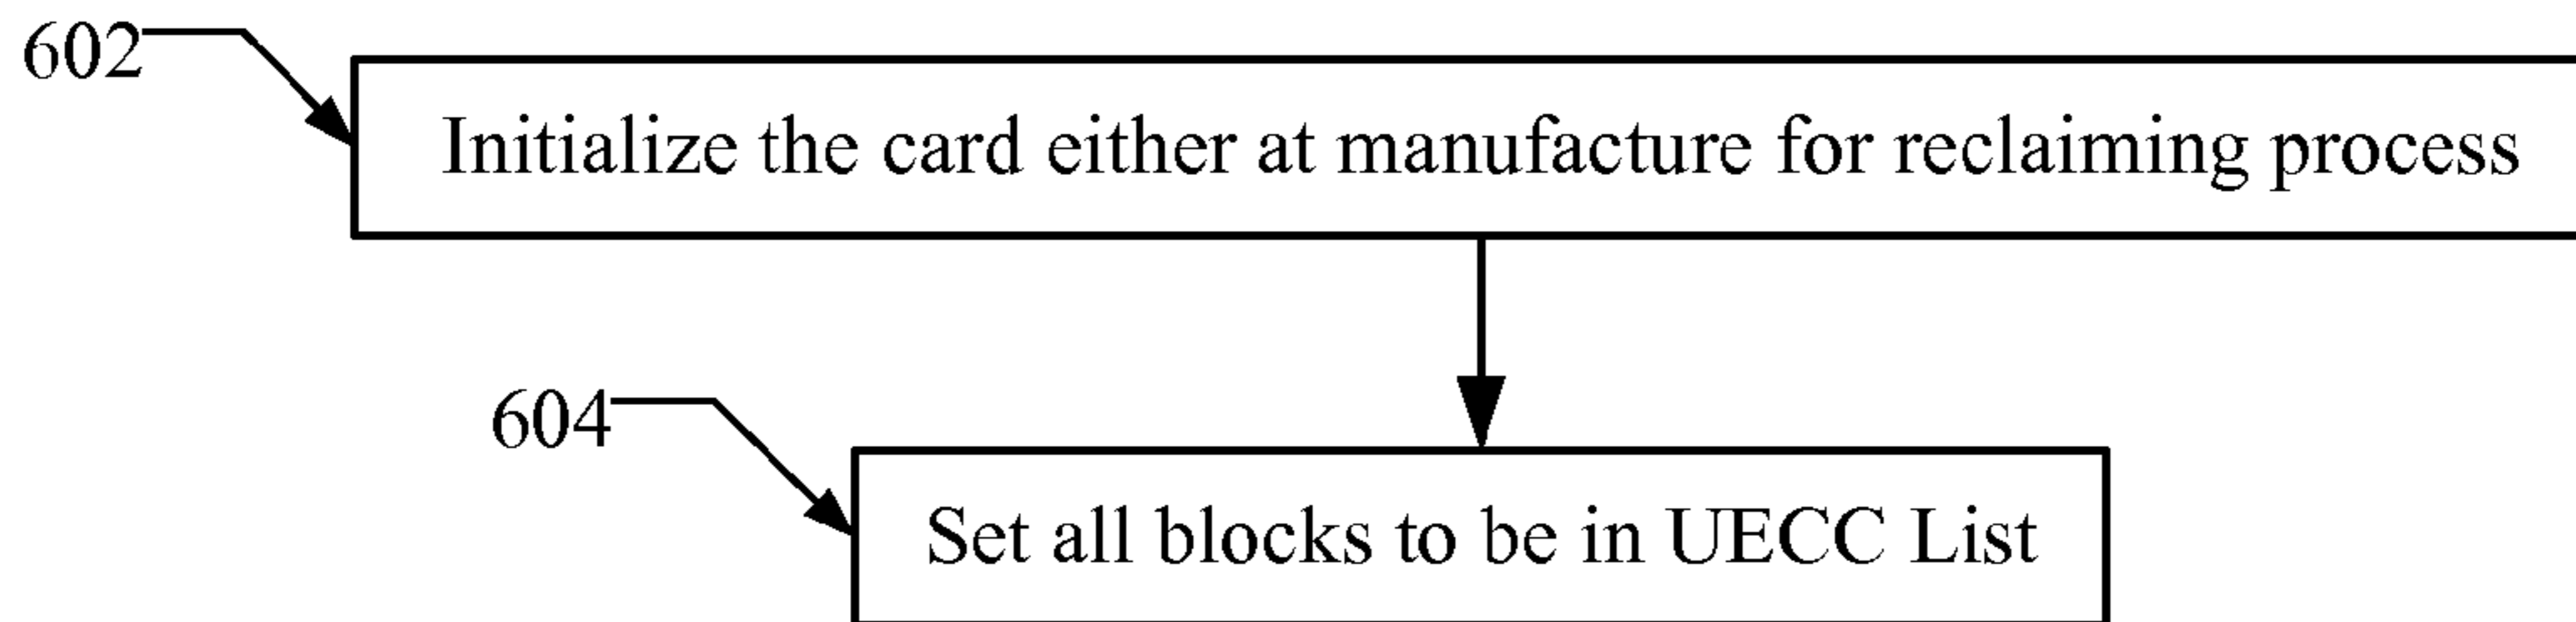 602
Initialize the card either at manufacture for reclaiming process
604
Set all blocks to be in UECC List